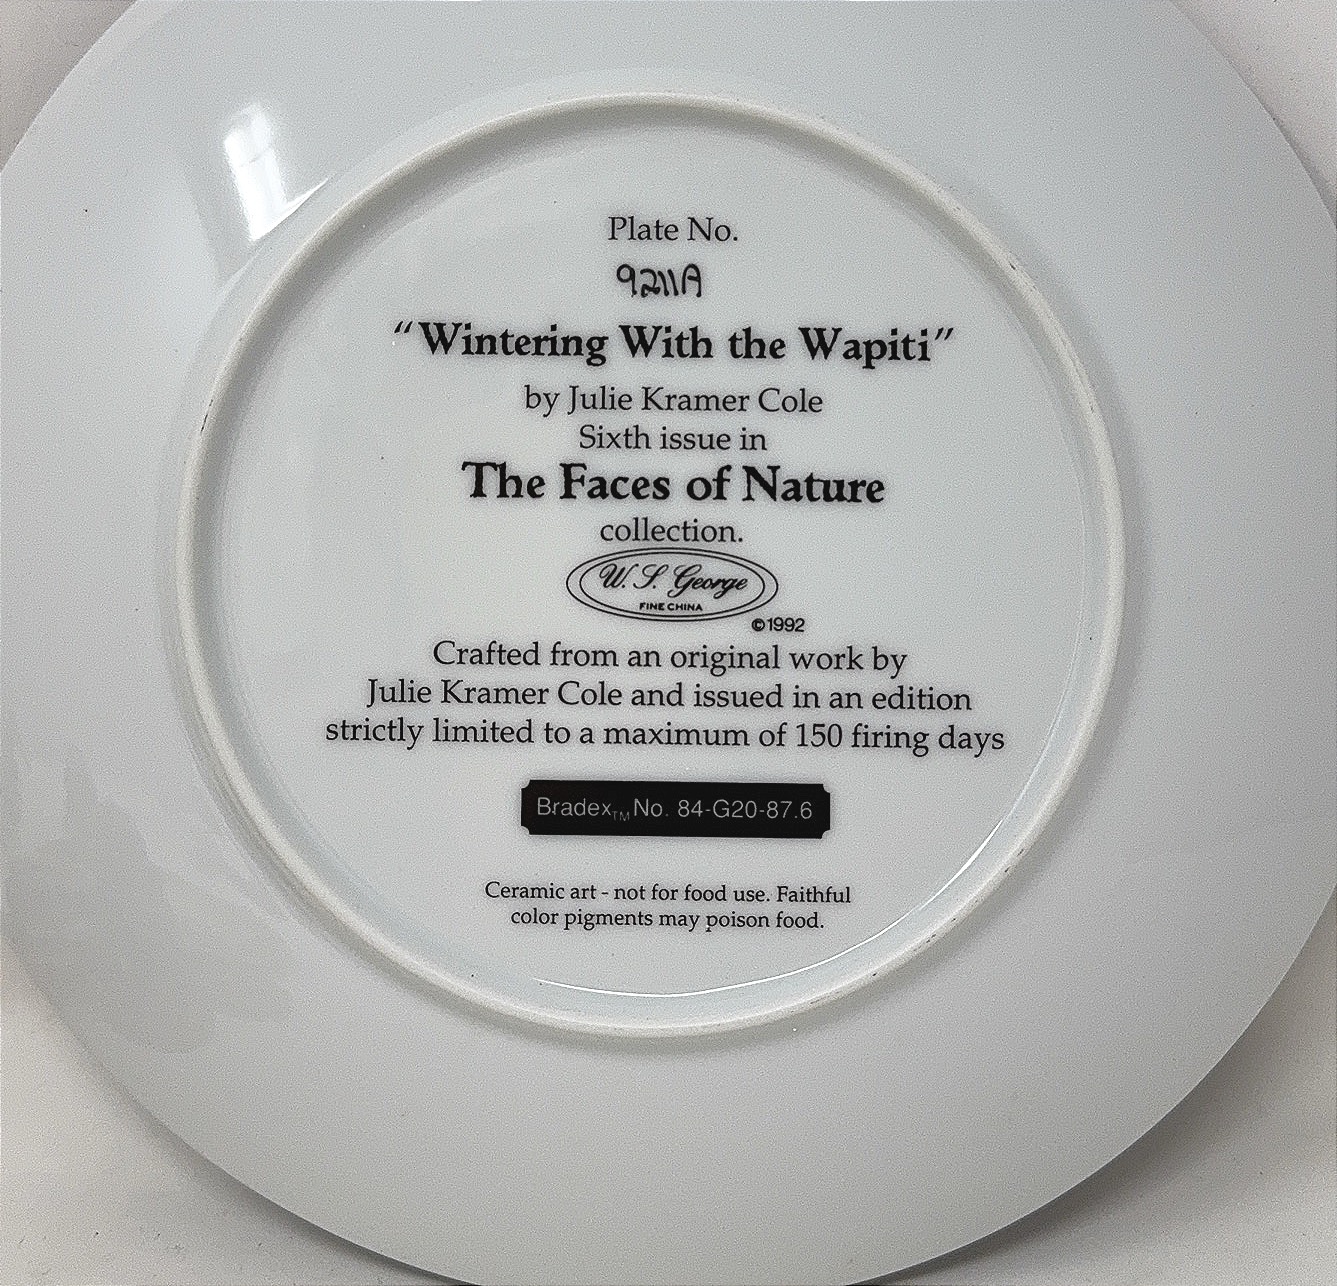 Plate No.
9211A
“Wintering With the Wapiti”
by Julie Kramer Cole
Sixth issue in
The Faces of Nature
collection.
W. S. George
FINE CHINA
©1992
Crafted from an original work by
Julie Kramer Cole and issued in an edition
strictly limited to a maximum of 150 firing days
Bradex™ No. 84-G20-87.6
Ceramic art - not for food use. Faithful
color pigments may poison food.